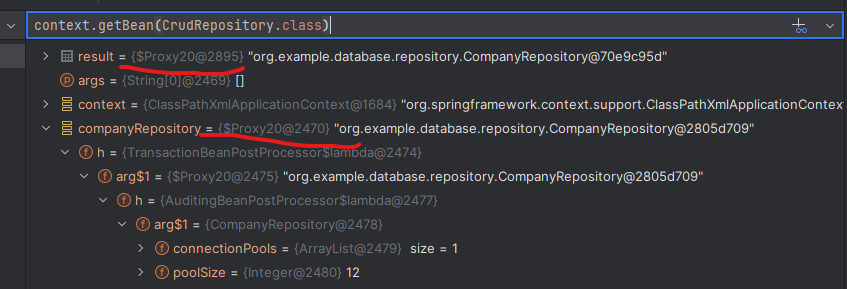 context.getBean(CrudRepository.class)
result = {$Proxy20@2895} "org.example.database.repository.CompanyRepository@70e9c95d"
args = {String[0]@2469} []
context = {ClassPathXmlApplicationContext@1684} "org.springframework.context.support.ClassPathXmlApplicationContex
companyRepository = {$Proxy20@2470} "org.example.database.repository.CompanyRepository@2805d709"
h = {TransactionBeanPostProcessor$lambda@2474}
arg$1 = {$Proxy20@2475} "org.example.database.repository.CompanyRepository@2805d709"
h = {AuditingBeanPostProcessor$lambda@2477}
arg$1 = {CompanyRepository@2478}
connectionPools = {ArrayList@2479} size = 1
poolSize = {Integer@2480} 12